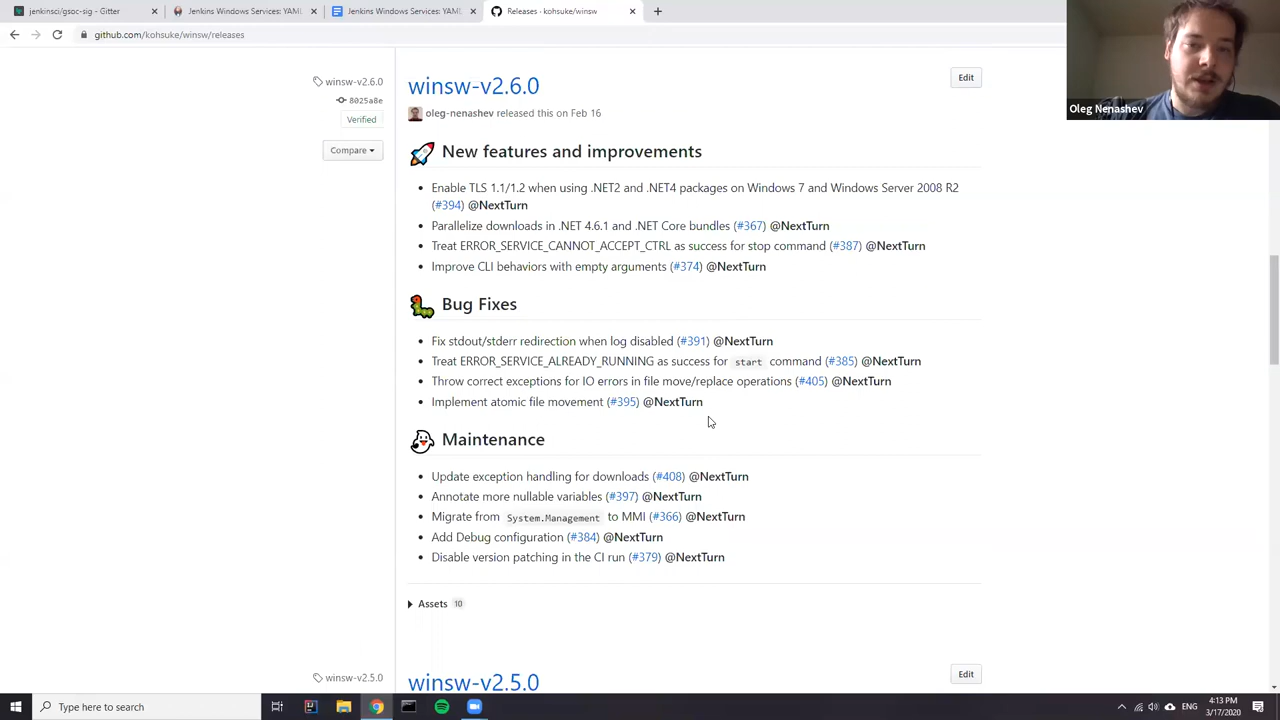 jenkinsci/gsoc-sig - Gitter
Jenkins Windows Services: YAML
Jenkins Windows Services: YAML
Releases · kohsuke/winsw
github.com/kohsuke/winsw/releases
Oleg Nenashev
winsw-v2.6.0
8025a8e
Verified
Compare
winsw-v2.6.0
Edit
oleg-nenashev released this on Feb 16
New features and improvements
Enable TLS 1.1/1.2 when using .NET2 and .NET4 packages on Windows 7 and Windows Server 2008 R2
(#394) @NextTurn
Parallelize downloads in .NET 4.6.1 and .NET Core bundles (#367) @NextTurn
Treat ERROR_SERVICE_CANNOT_ACCEPT_CTRL as success for stop command (#387) @NextTurn
Improve CLI behaviors with empty arguments (#374) @NextTurn
Bug Fixes
Fix stdout/stderr redirection when log disabled (#391) @NextTurn
Treat ERROR_SERVICE_ALREADY_RUNNING as success for start command (#385) @NextTurn
Throw correct exceptions for IO errors in file move/replace operations (#405) @NextTurn
Implement atomic file movement (#395) @NextTurn
Maintenance
Update exception handling for downloads (#408) @NextTurn
Annotate more nullable variables (#397) @NextTurn
Migrate from System.Management to MMI (#366) @NextTurn
Add Debug configuration (#384) @NextTurn
Disable version patching in the CI run (#379) @NextTurn
Assets 10
winsw-v2.5.0
winsw-v2.5.0
Edit
Type here to search
ENG
4:13 PM
3/17/2020